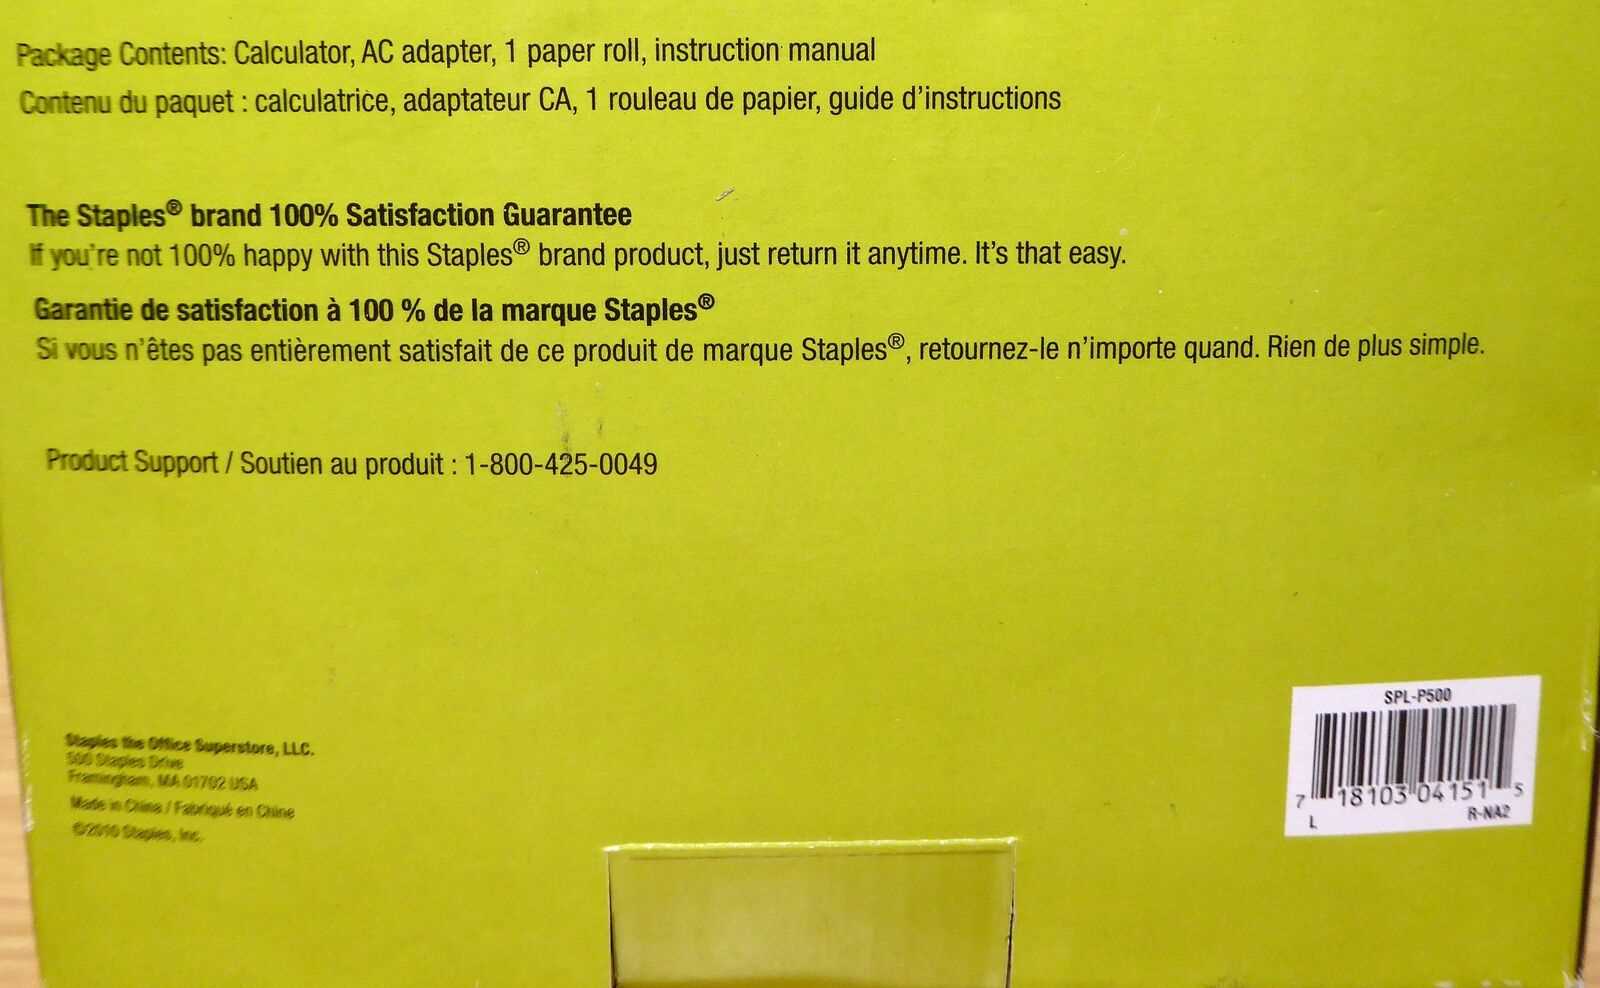 Package Contents: Calculator, AC adapter, 1 paper roll, instruction manual
Contenu du paquet : calculatrice, adaptateur CA, 1 rouleau de papier, guide d'instructions
The Staples® brand 100% Satisfaction Guarantee
If you're not 100% happy with this Staples® brand product, just return it anytime. It's that easy.
Garantie de satisfaction à 100 % de la marque Staples®
Si vous n'êtes pas entièrement satisfait de ce produit de marque Staples®, retournez-le n'importe quand. Rien de plus simple.
Product Support / Soutien au produit : 1-800-425-0049
Staples the Office Superstore, LLC.
500 Staples Drive
Framingham, MA 01702 USA
Made in China / Fabriqué en Chine
©2010 Staples, Inc.
SPL-P500
7 18103 04151 5
L R-NA2